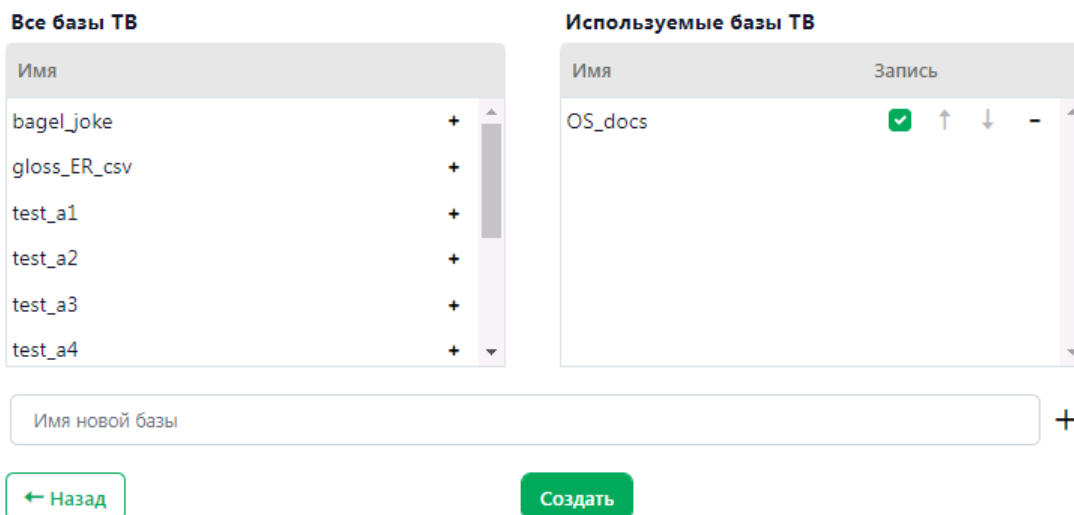 Все базы ТВ
Имя
bagel_joke
gloss_ER_csv
test_a1
test_a2
test_a3
test_a4
Используемые базы ТВ
Имя Запись
OS_docs
Имя новой базы
Назад
Создать